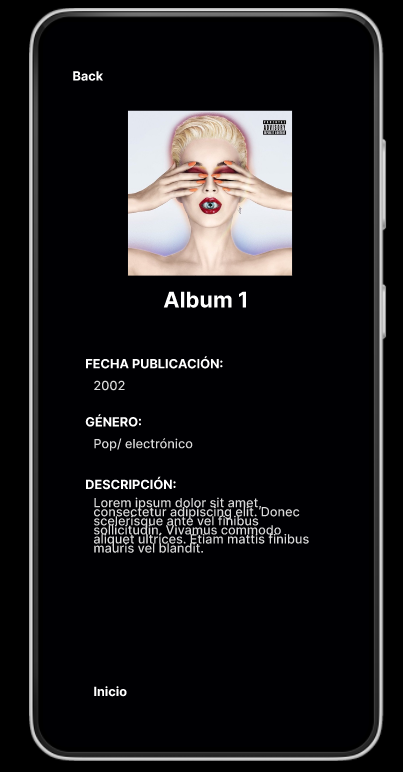 Back
PARENTAL
ADVISORY
EXPLICIT CONTENT
Album 1
FECHA PUBLICACIÓN:
2002
GÉNERO:
Pop/ electrónico
DESCRIPCIÓN:
Lorem ipsum dolor sit amet,
consectetur adipiscing elit. Donec
scelerisque ante vel finibus
sollicitudin. Vivamus commodo
aliquet ultrices. Etiam mattis finibus
mauris vel blandit.
Inicio